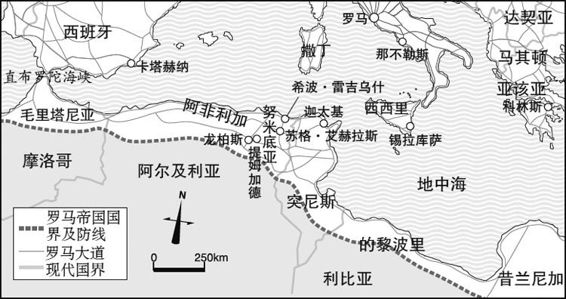 西班牙
卡塔赫纳
直布罗陀海峡
毛里塔尼亚
罗马
那不勒斯
撒丁
达契亚
马其顿
亚该亚
科林斯
希波·雷吉乌什
阿非利加
努米底亚
迦太基
西西里
苏格·艾赫拉斯
锡拉库萨
龙柏斯
提姆加德
摩洛哥
阿尔及利亚
地中海
突尼斯
的黎波里
利比亚
昔兰尼加
N
0 250km
罗马帝国国
界及防线
罗马大道
现代国界